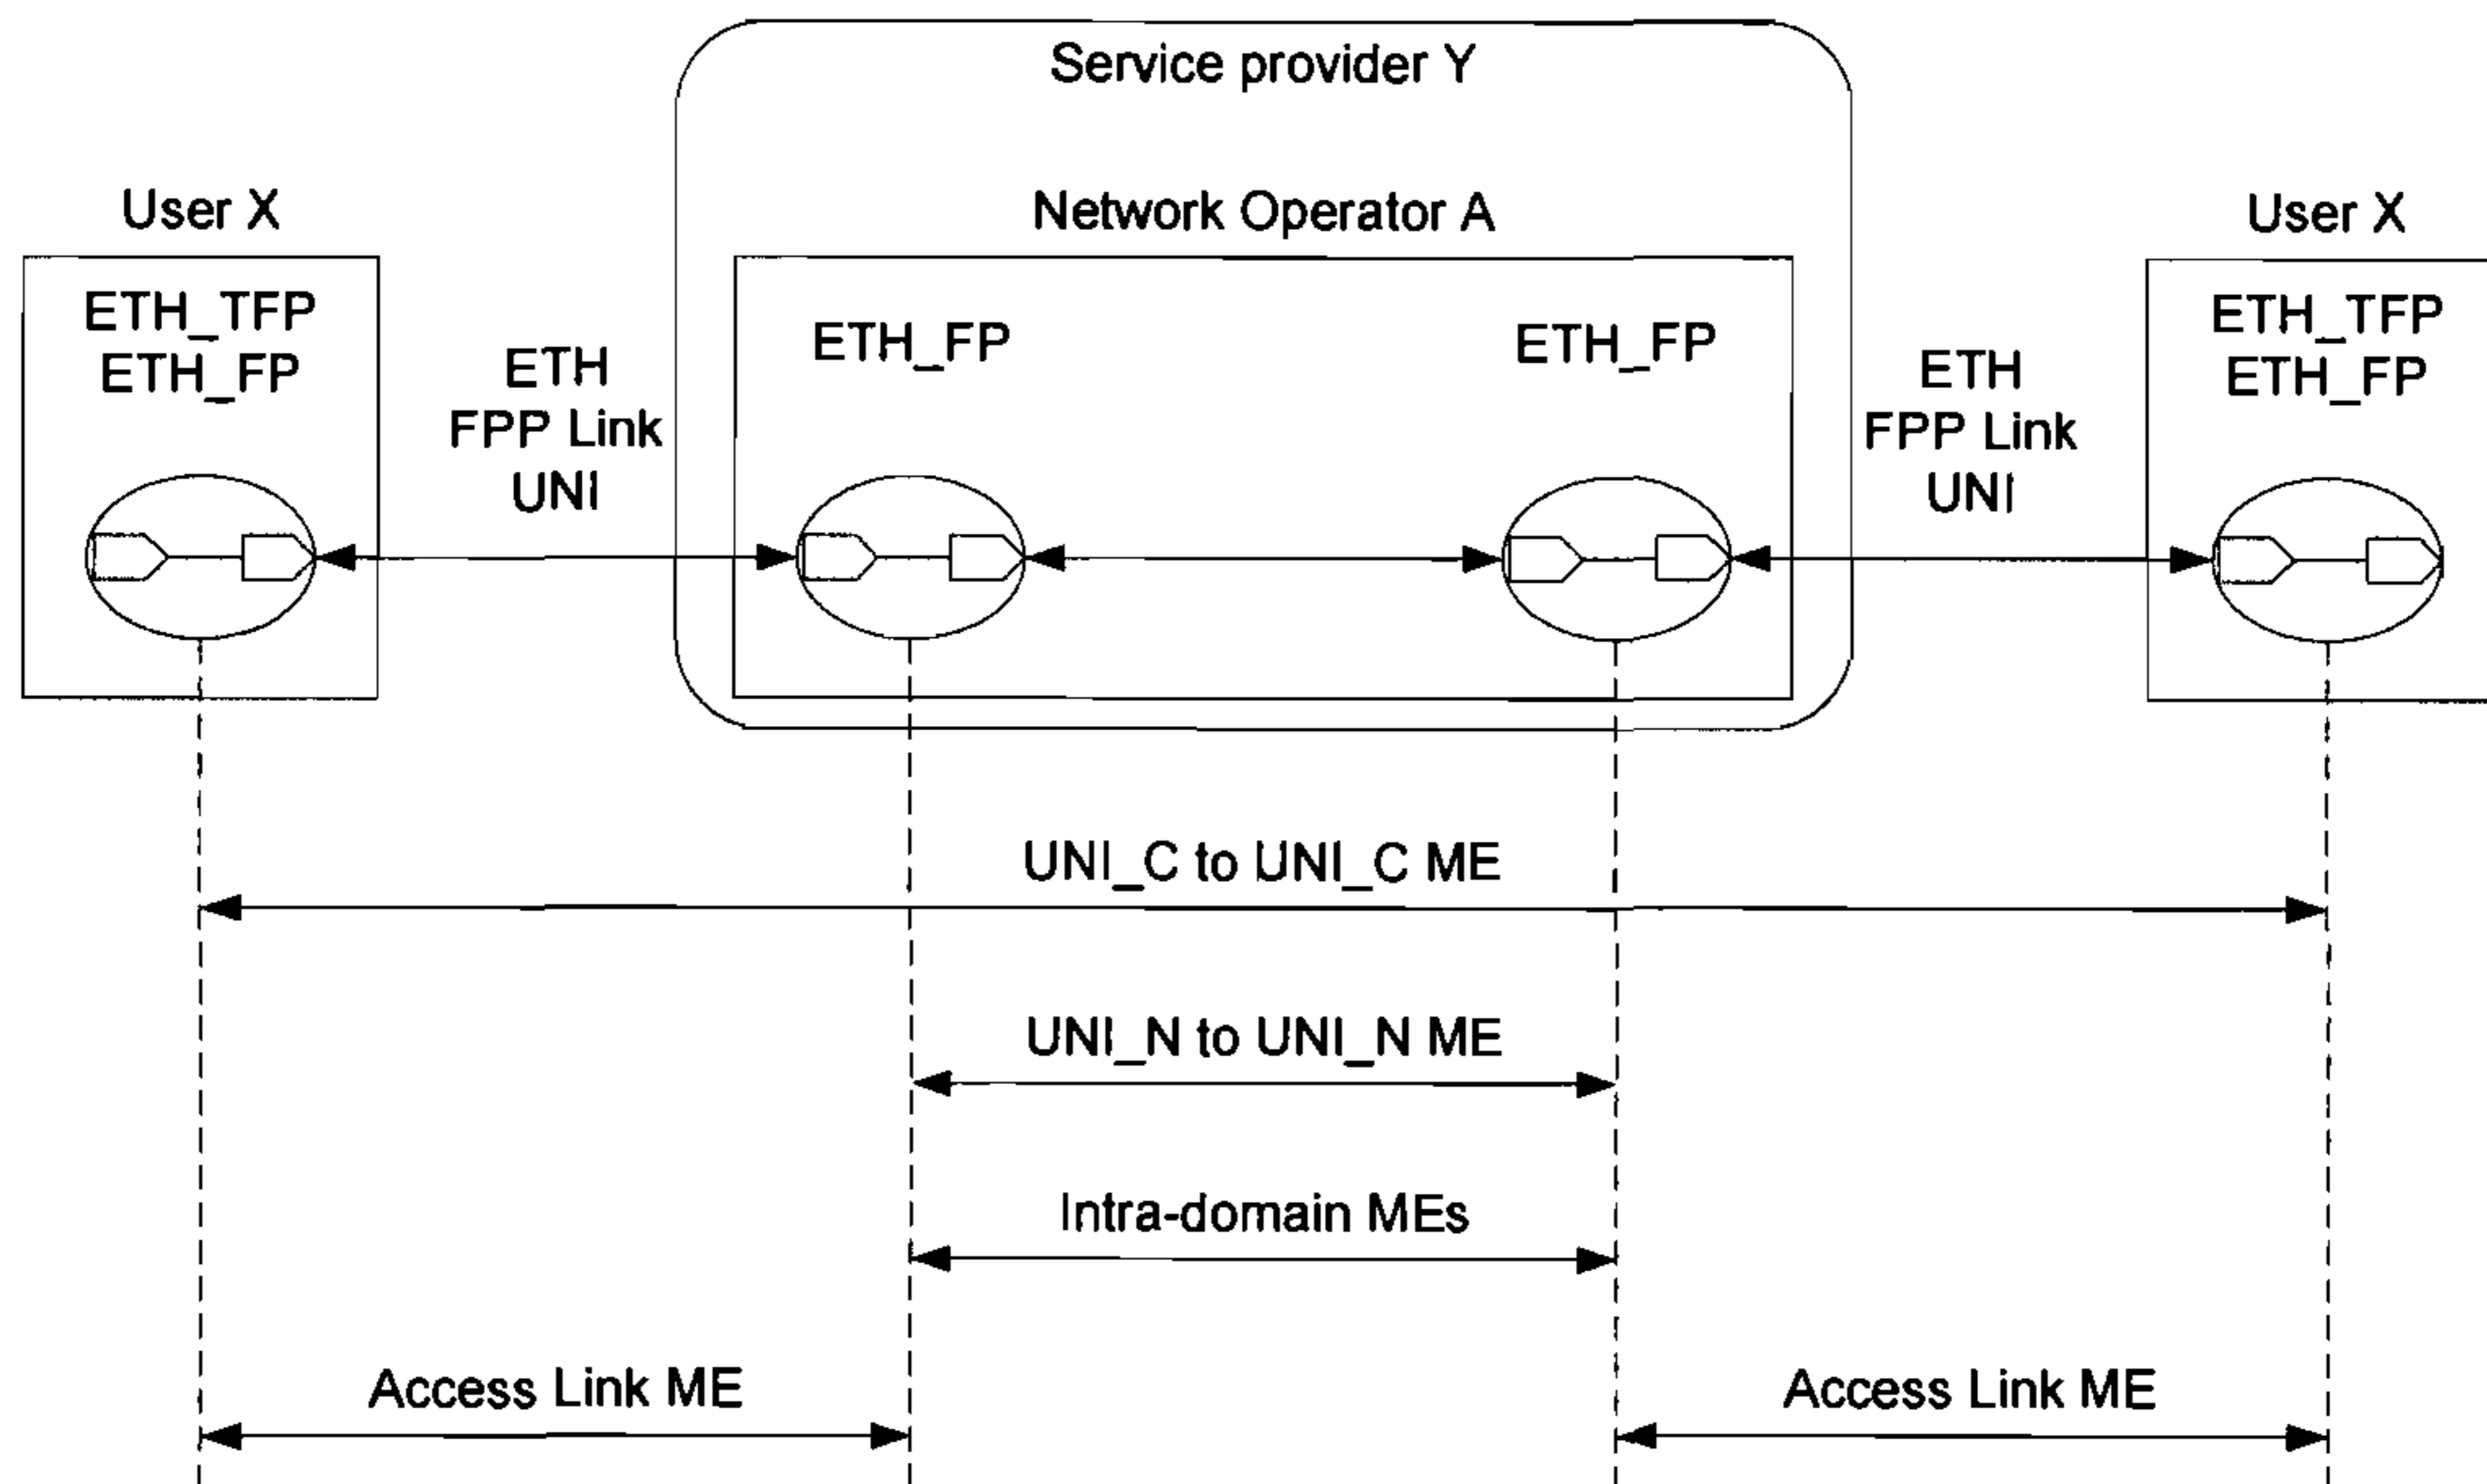 Service provider Y
User X
Network Operator A
User X
ETH_TFP
ETH_FP
ETH
FPP Link
UNI
ETH_FP
ETH_FP
ETH
FPP Link
UNI
ETH_TFP
ETH_FP
UNI_C to UNI_C ME
UNI_N to UNI_N ME
Intra-domain MEs
Access Link ME
Access Link ME